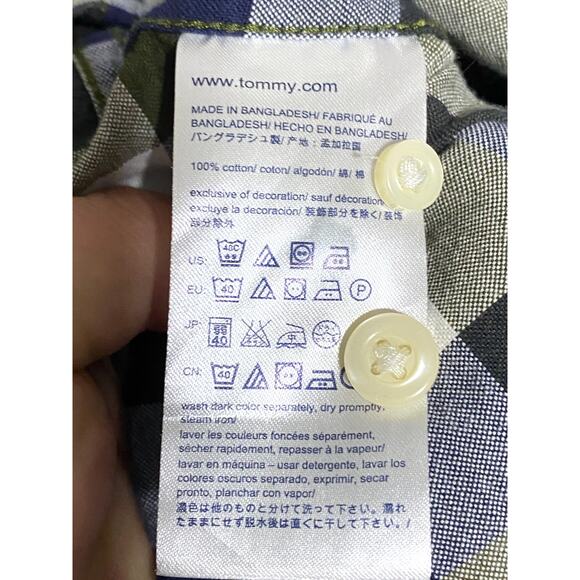 www.tommy.com
MADE IN BANGLADESH/ FABRIQUÉ AU
BANGLADESH/ HECHO EN BANGLADESH/
バングラデシュ製/ 产地：孟加拉国
100% cotton/ coton/ algodón/ 綿/ 棉
exclusive of decoration/ sauf décoration
excluye la decoración/ 装飾部分を除く/ 装饰
部分除外
US:
EU: 40 P
JP: 40 中
CN: 40
wash dark color separately, dry promptly,
steam iron/
laver les couleurs foncées séparément,
sécher rapidement, repasser à la vapeur/
lavar en máquina – usar detergente, lavar los
colores oscuros separado, exprimir, secar
pronto, planchar con vapor/
濃色は他のものと分けて洗って下さい。濡れ
たままにせず脱水後は直ぐに干して下さい。